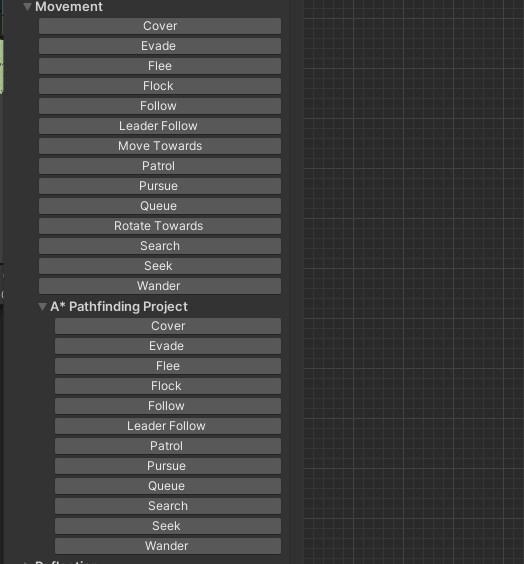 Movement
Cover
Evade
Flee
Flock
Follow
Leader Follow
Move Towards
Patrol
Pursue
Queue
Rotate Towards
Search
Seek
Wander
A* Pathfinding Project
Cover
Evade
Flee
Flock
Follow
Leader Follow
Patrol
Pursue
Queue
Search
Seek
Wander